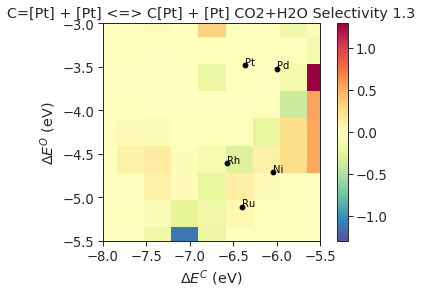 C=[Pt] + [Pt] <=> C[Pt] + [Pt] CO2+H2O Selectivity 1.3
−3.0
−3.5
−4.0
−4.5
−5.0
−5.5
ΔE^O (eV)
Pt
Pd
Rh
Ni
Ru
−8.0 −7.5 −7.0 −6.5 −6.0 −5.5
ΔE^C (eV)
1.0
0.5
0.0
−0.5
−1.0